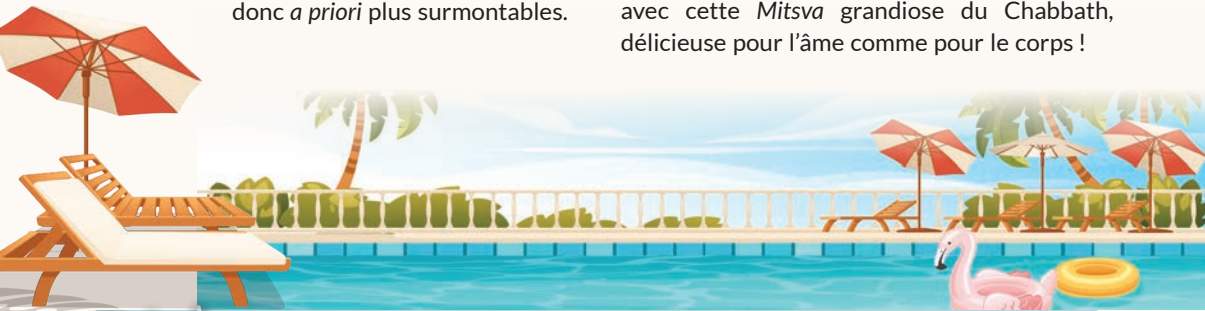 donc a priori plus surmontables.
avec cette Mitsva grandiose du Chabbath,
délicieuse pour l’âme comme pour le corps !